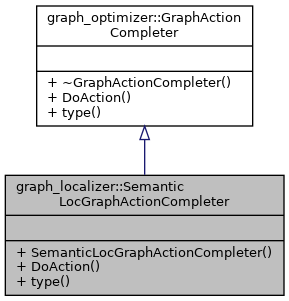 graph_optimizer::GraphAction
Completer
+ ~GraphActionCompleter()
+ DoAction()
+ type()
graph_localizer::Semantic
LocGraphActionCompleter
+ SemanticLocGraphActionCompleter()
+ DoAction()
+ type()